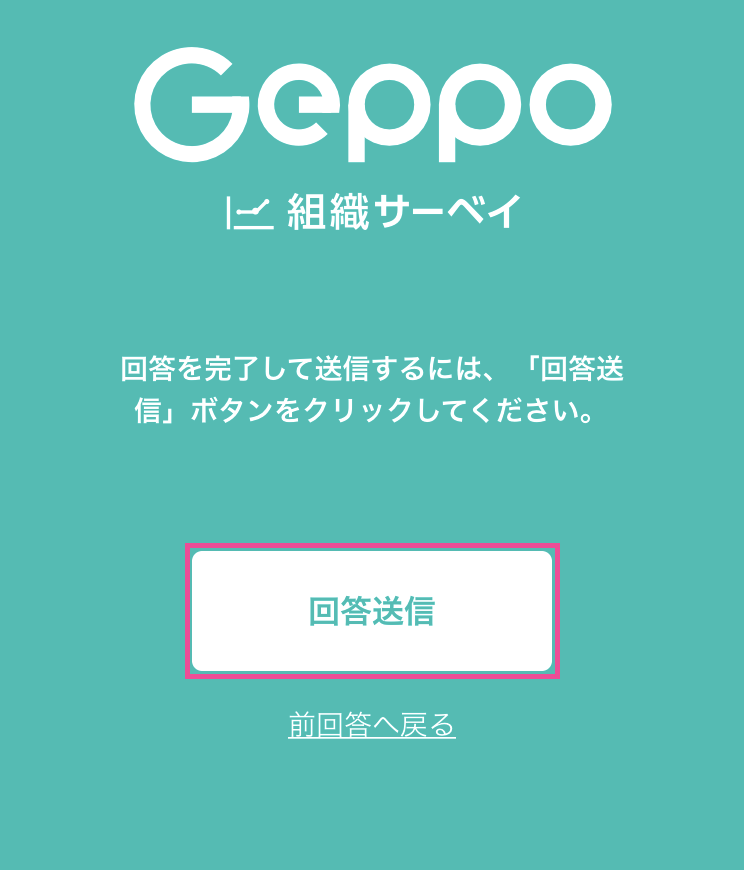 Geppo
組織サーベイ
回答を完了して送信するには、「回答送
信」ボタンをクリックしてください。
回答送信
前回答へ戻る